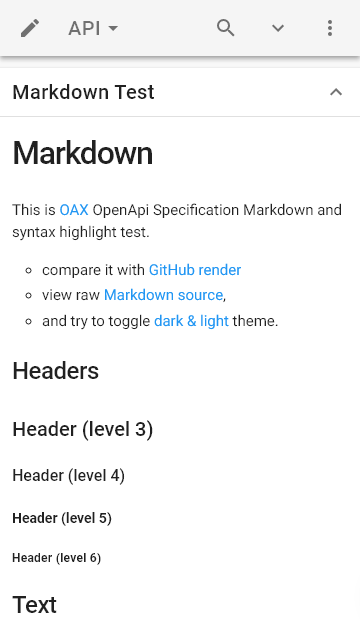 API
Markdown Test
Markdown
This is OAX OpenApi Specification Markdown and
syntax highlight test.
compare it with GitHub render
view raw Markdown source,
and try to toggle dark & light theme.
Headers
Header (level 3)
Header (level 4)
Header (level 5)
Header (level 6)
Text